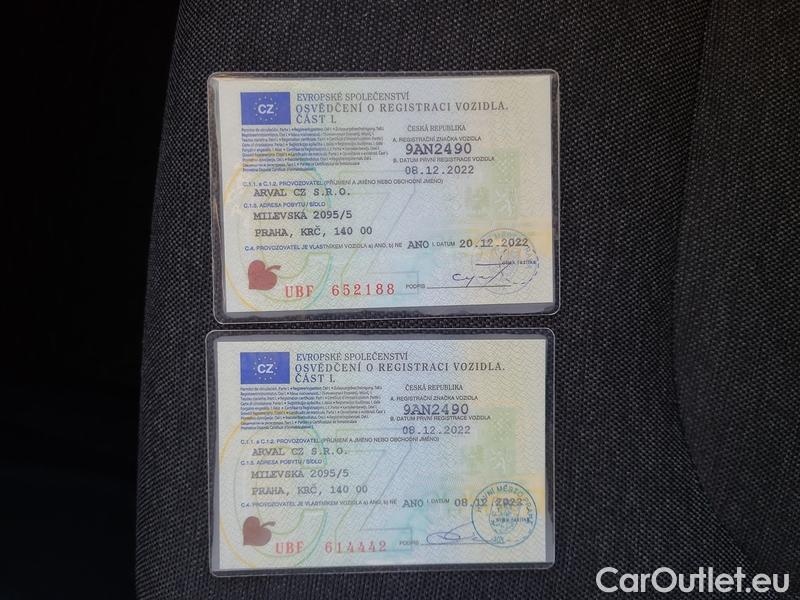 CZ
EVROPSKÉ SPOLEČENSTVÍ
OSVĚDČENÍ O REGISTRACI VOZIDLA.
ČÁST I.
ČESKÁ REPUBLIKA
A. REGISTRAČNÍ ZNAČKA VOZIDLA
9AN2490
B. DATUM PRVNÍ REGISTRACE VOZIDLA
08.12.2022
C.1.1. a C.1.2. PROVOZOVATEL (PŘÍJMENÍ A JMÉNO NEBO OBCHODNÍ JMÉNO)
ARVAL CZ S.R.O.
C.1.3. ADRESA POBYTU / SÍDLO
MILEVSKÁ 2095/5
PRAHA, KRČ, 140 00
C.4. PROVOZOVATEL JE VLASTNÍKEM VOZIDLA a) ANO, b) NE ANO I. DATUM 20.12.2022
UBF 652188
PODPIS
CZ
EVROPSKÉ SPOLEČENSTVÍ
OSVĚDČENÍ O REGISTRACI VOZIDLA.
ČÁST I.
ČESKÁ REPUBLIKA
A. REGISTRAČNÍ ZNAČKA VOZIDLA
9AN2490
B. DATUM PRVNÍ REGISTRACE VOZIDLA
08.12.2022
C.1.1. a C.1.2. PROVOZOVATEL (PŘÍJMENÍ A JMÉNO NEBO OBCHODNÍ JMÉNO)
ARVAL CZ S.R.O.
C.1.3. ADRESA POBYTU / SÍDLO
MILEVSKÁ 2095/5
PRAHA, KRČ, 140 00
C.4. PROVOZOVATEL JE VLASTNÍKEM VOZIDLA a) ANO, b) NE ANO I. DATUM 08.12.2022
UBF 614442
PODPIS
CarOutlet.eu